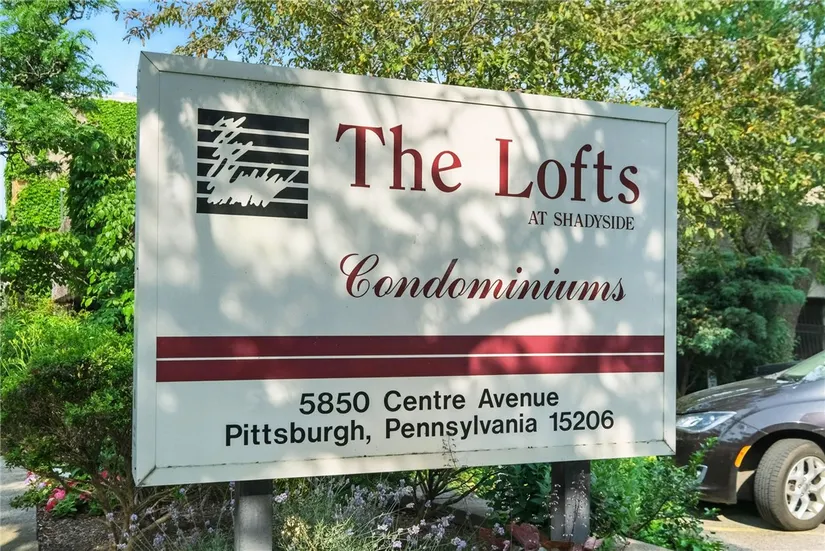 The Lofts
AT SHADYSIDE
Condominiums
5850 Centre Avenue
Pittsburgh, Pennsylvania 15206